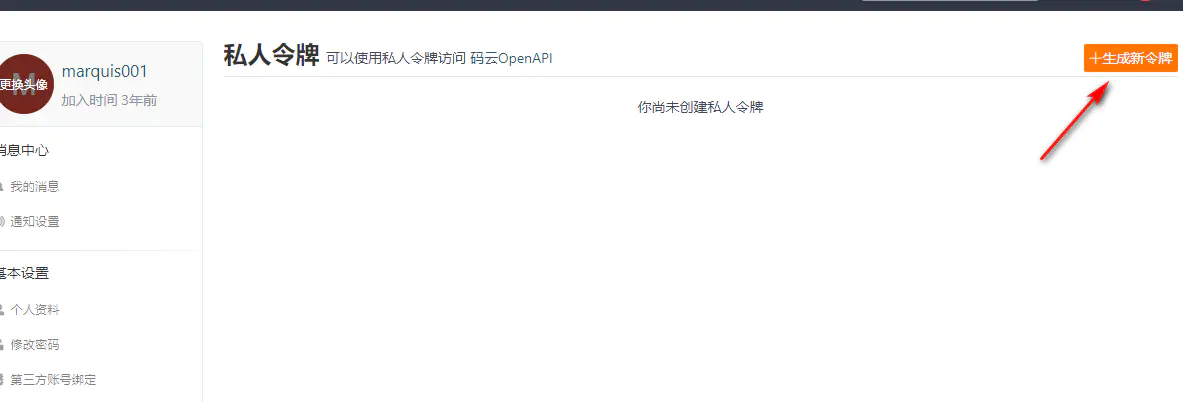 私人令牌 可以使用私人令牌访问 码云OpenAPI
+生成新令牌
你尚未创建私人令牌
M
更换头像
marquis001
加入时间 3年前
消息中心
我的消息
通知设置
基本设置
个人资料
修改密码
第三方账号绑定